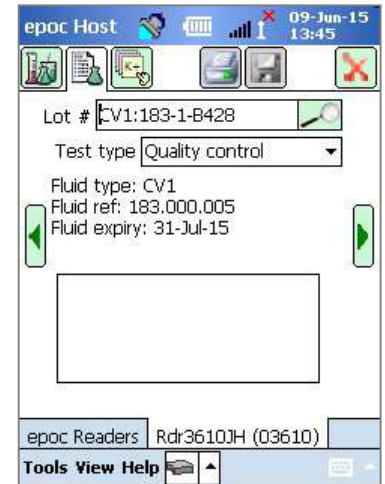 epoc Host 09-Jun-15
13:45
Lot # CV1:183-1-B428
Test type Quality control
Fluid type: CV1
Fluid ref: 183.000.005
Fluid expiry: 31-Jul-15
epoc Readers Rdr3610JH (03610)
Tools View Help